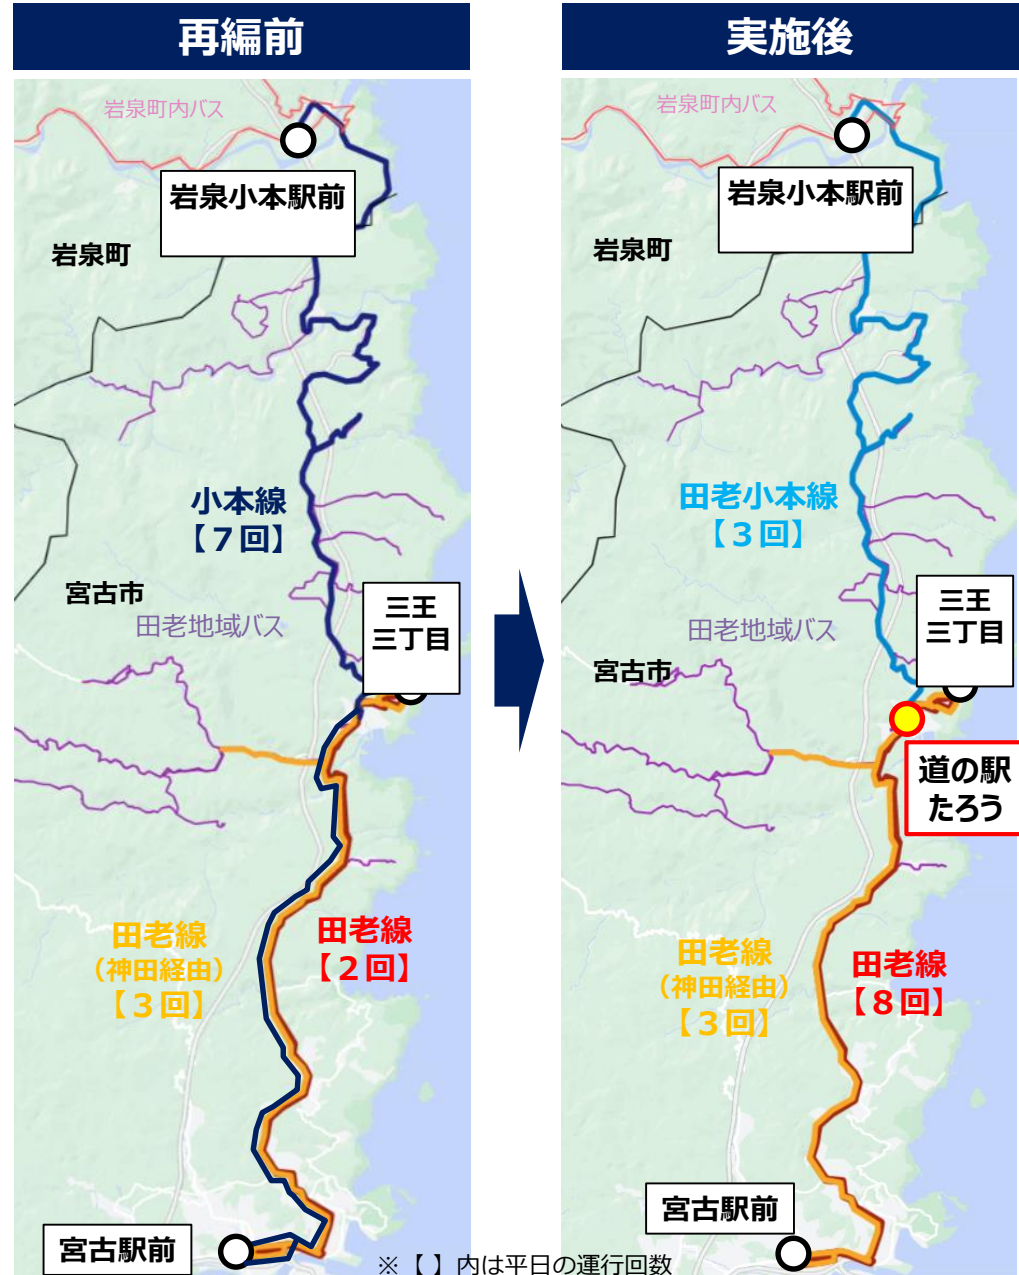 再編前
岩泉町内バス
岩泉小本駅前
岩泉町
小本線
【7回】
宮古市
田老地域バス
三王
三丁目
田老線
（神田経由）
【3回】
田老線
【2回】
宮古駅前
実施後
岩泉町内バス
岩泉小本駅前
岩泉町
田老小本線
【3回】
三王
三丁目
田老地域バス
宮古市
道の駅
たろう
田老線
（神田経由）
【3回】
田老線
【8回】
宮古駅前
※【 】内は平日の運行回数